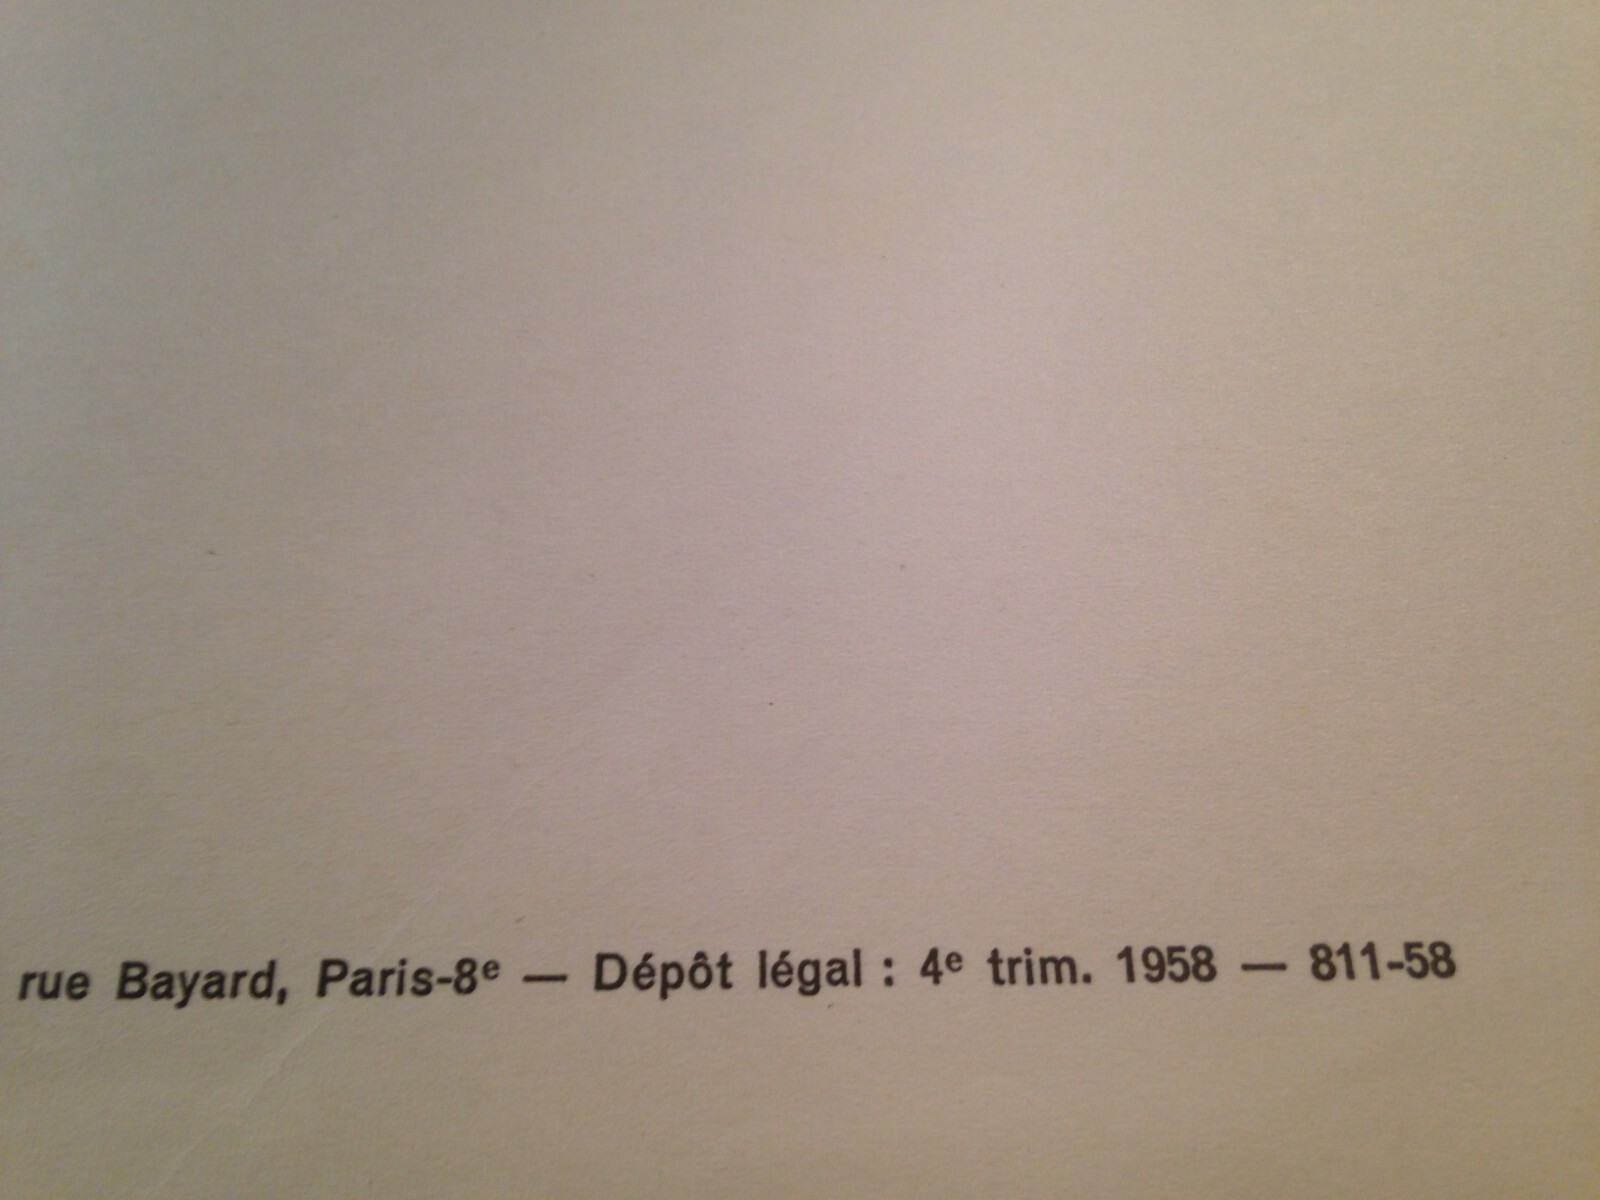 rue Bayard, Paris-8e — Dépôt légal : 4e trim. 1958 — 811-58